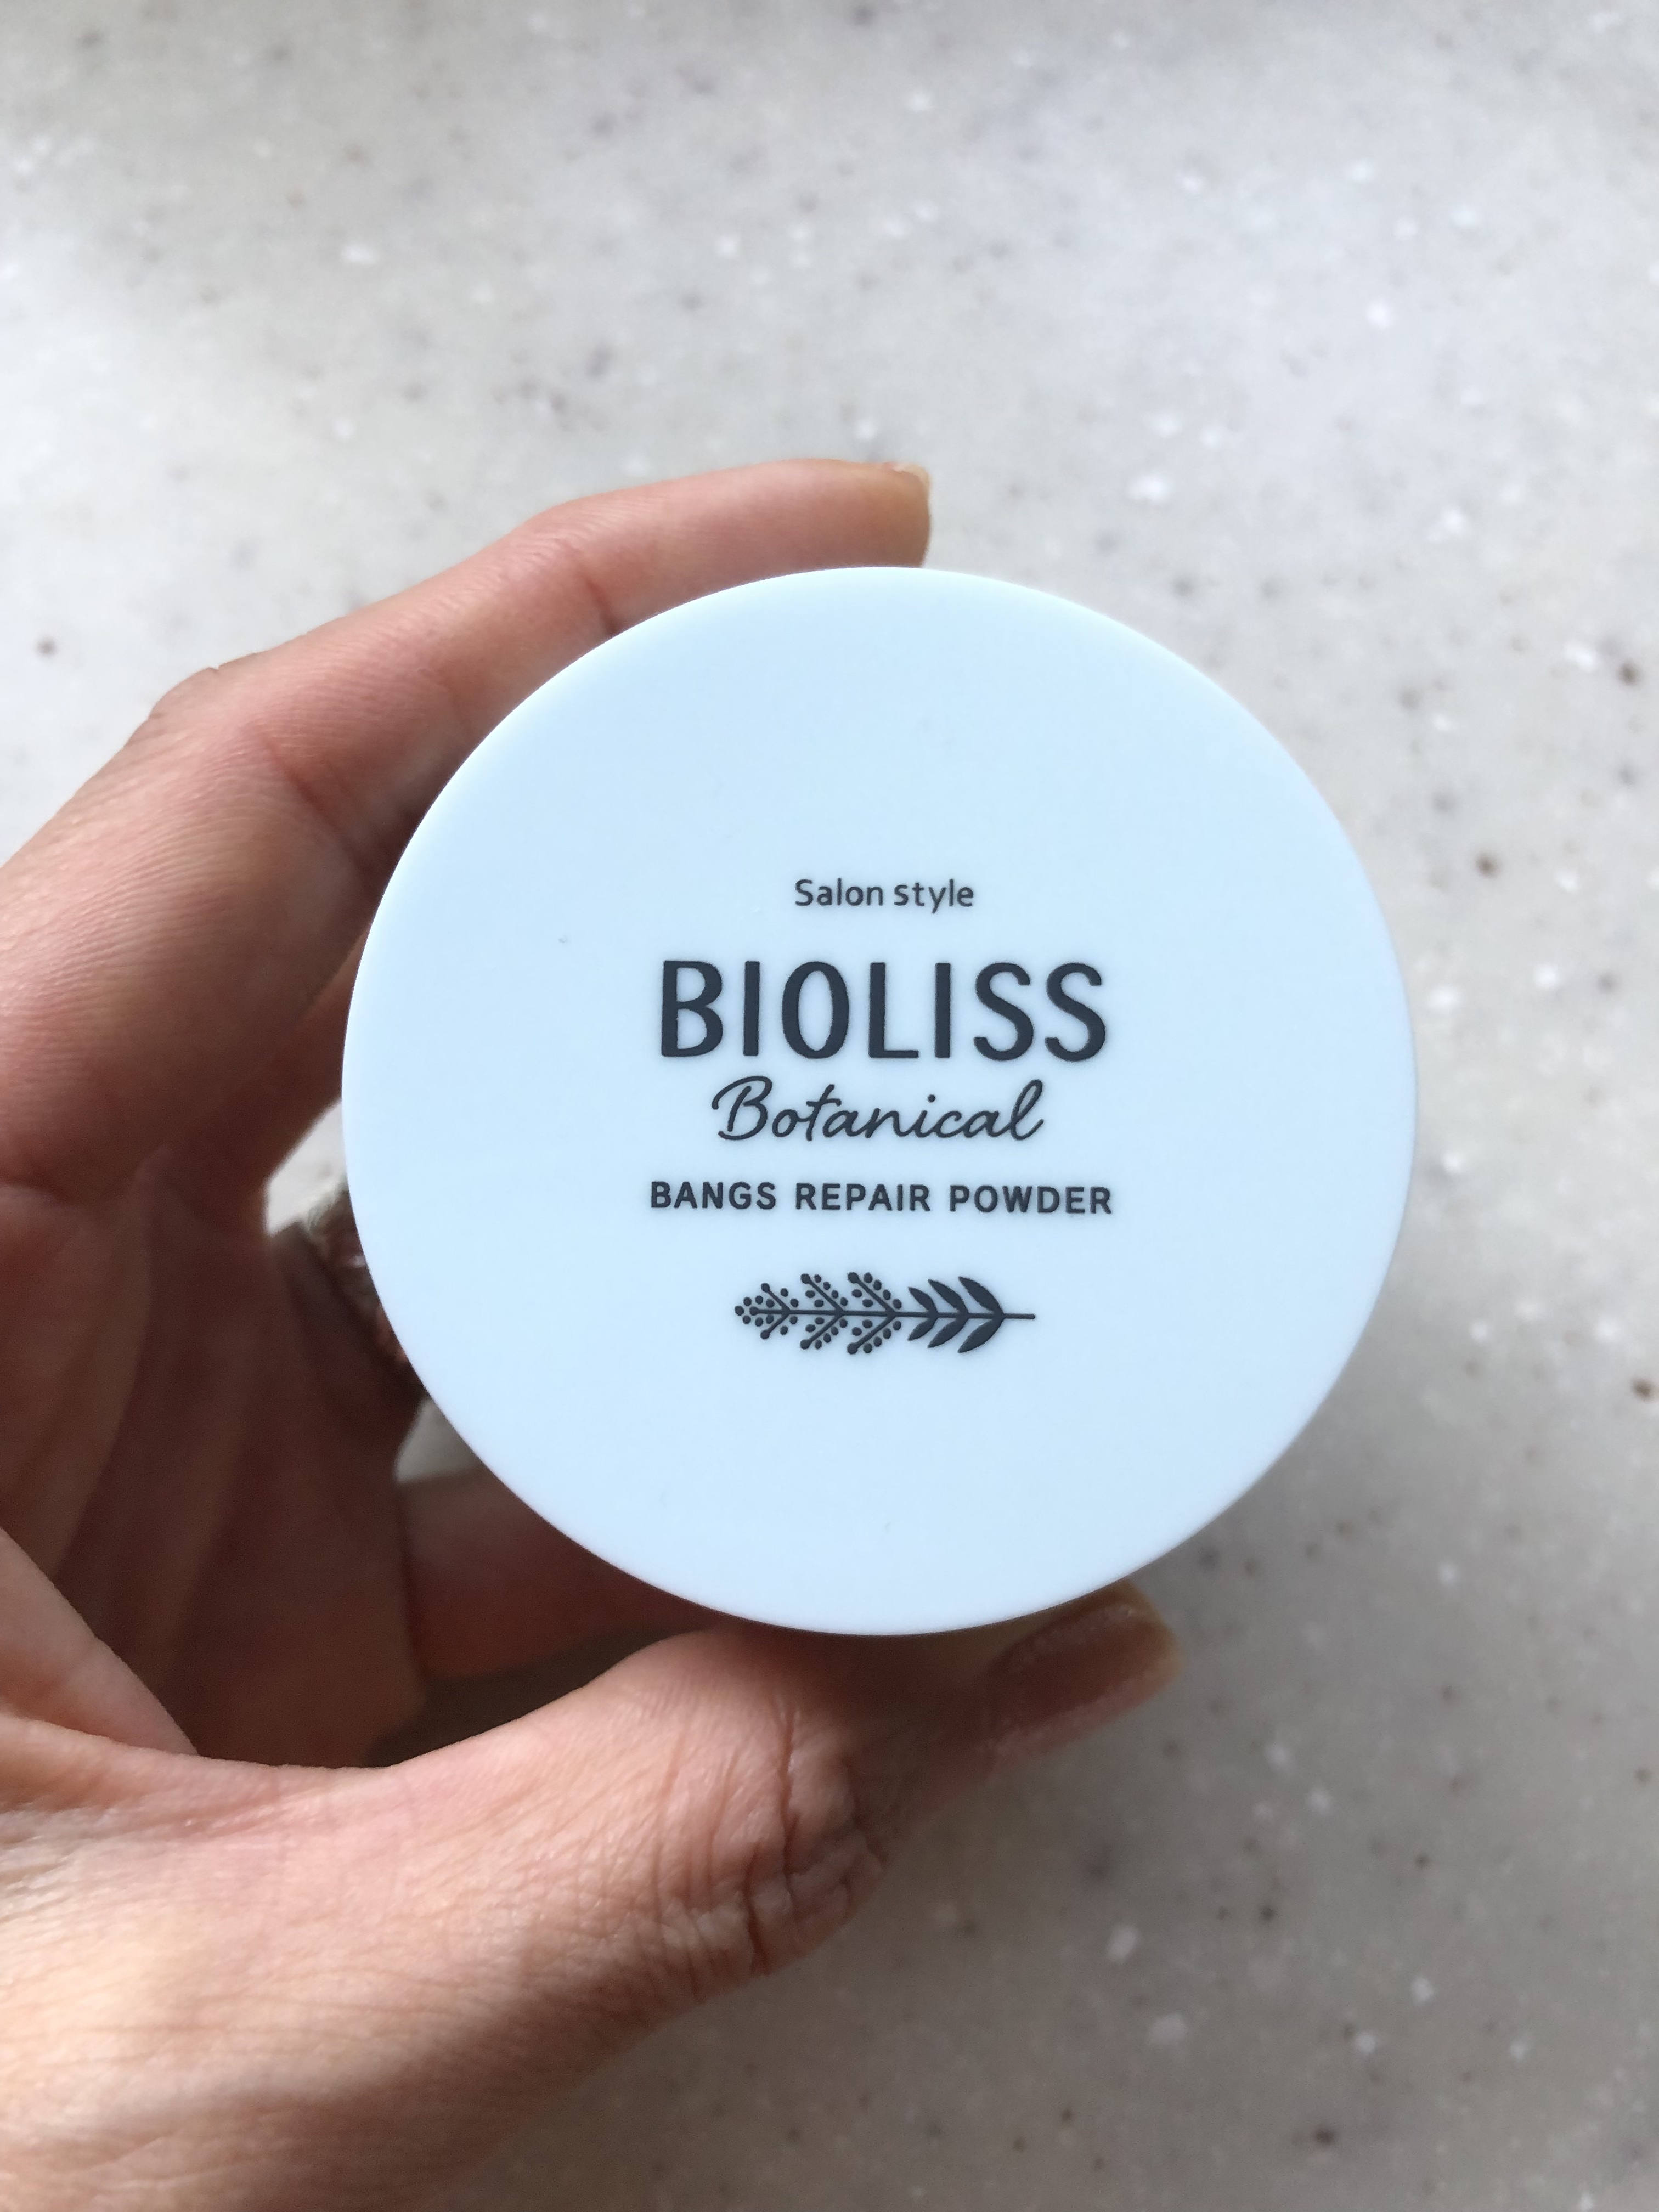 Salon style
BIOLISS
Botanical
BANGS REPAIR POWDER